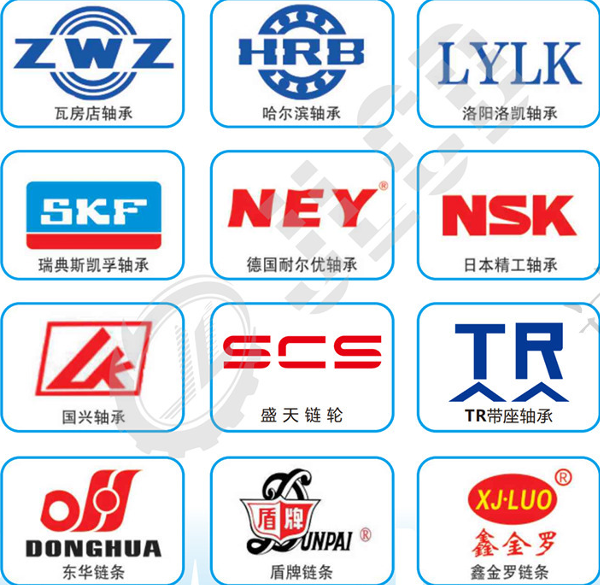 ZWZ
瓦房店轴承
HRB
哈尔滨轴承
LYLK
洛阳洛凯轴承
SKF
瑞典斯凯孚轴承
NEY®
德国耐尔优轴承
NSK
日本精工轴承
国兴轴承
SCS
盛天链轮
TR
TR带座轴承
DONGHUA
东华链条
盾牌
DUNPAI®
盾牌链条
XJ·LUO®
鑫金罗
鑫金罗链条